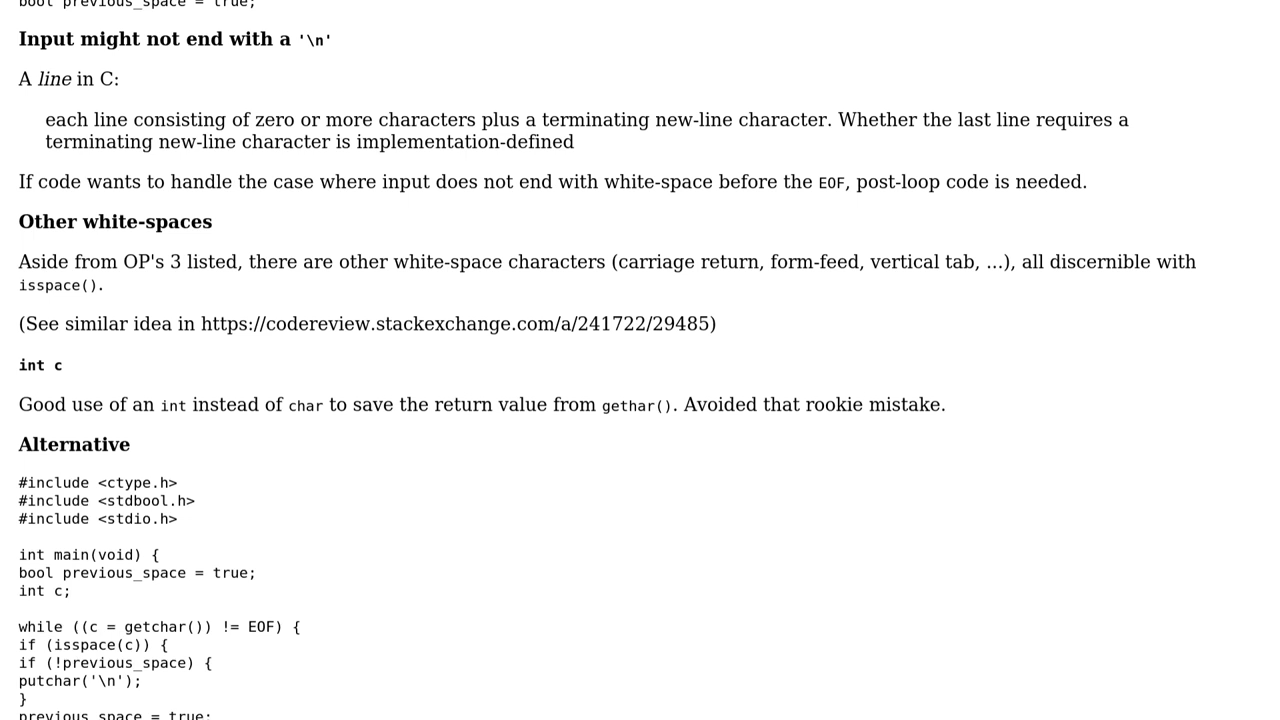 bool previous_space = true;
Input might not end with a '\n'
A line in C:
each line consisting of zero or more characters plus a terminating new-line character. Whether the last line requires a
terminating new-line character is implementation-defined
If code wants to handle the case where input does not end with white-space before the EOF, post-loop code is needed.
Other white-spaces
Aside from OP's 3 listed, there are other white-space characters (carriage return, form-feed, vertical tab, ...), all discernible with
isspace().
(See similar idea in https://codereview.stackexchange.com/a/241722/29485)
int c
Good use of an int instead of char to save the return value from gethar(). Avoided that rookie mistake.
Alternative
#include <ctype.h>
#include <stdbool.h>
#include <stdio.h>
int main(void) {
bool previous_space = true;
int c;
while ((c = getchar()) != EOF) {
if (isspace(c)) {
if (!previous_space) {
putchar('\n');
}
previous_space = true;